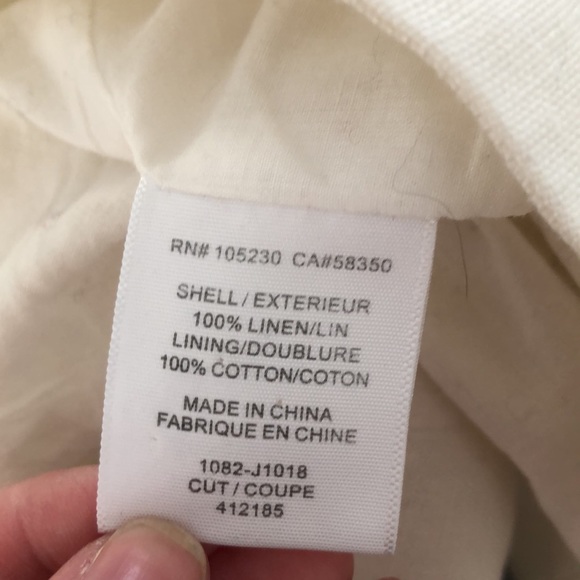 RN# 105230 CA#58350
SHELL / EXTERIEUR
100% LINEN/LIN
LINING/DOUBLURE
100% COTTON/COTON
MADE IN CHINA
FABRIQUE EN CHINE
1082-J1018
CUT / COUPE
412185